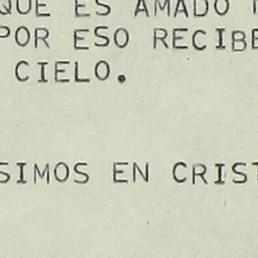 QUE ES AMADO
POR ESO RECIBE
CIELO.
SIMOS EN CRIST